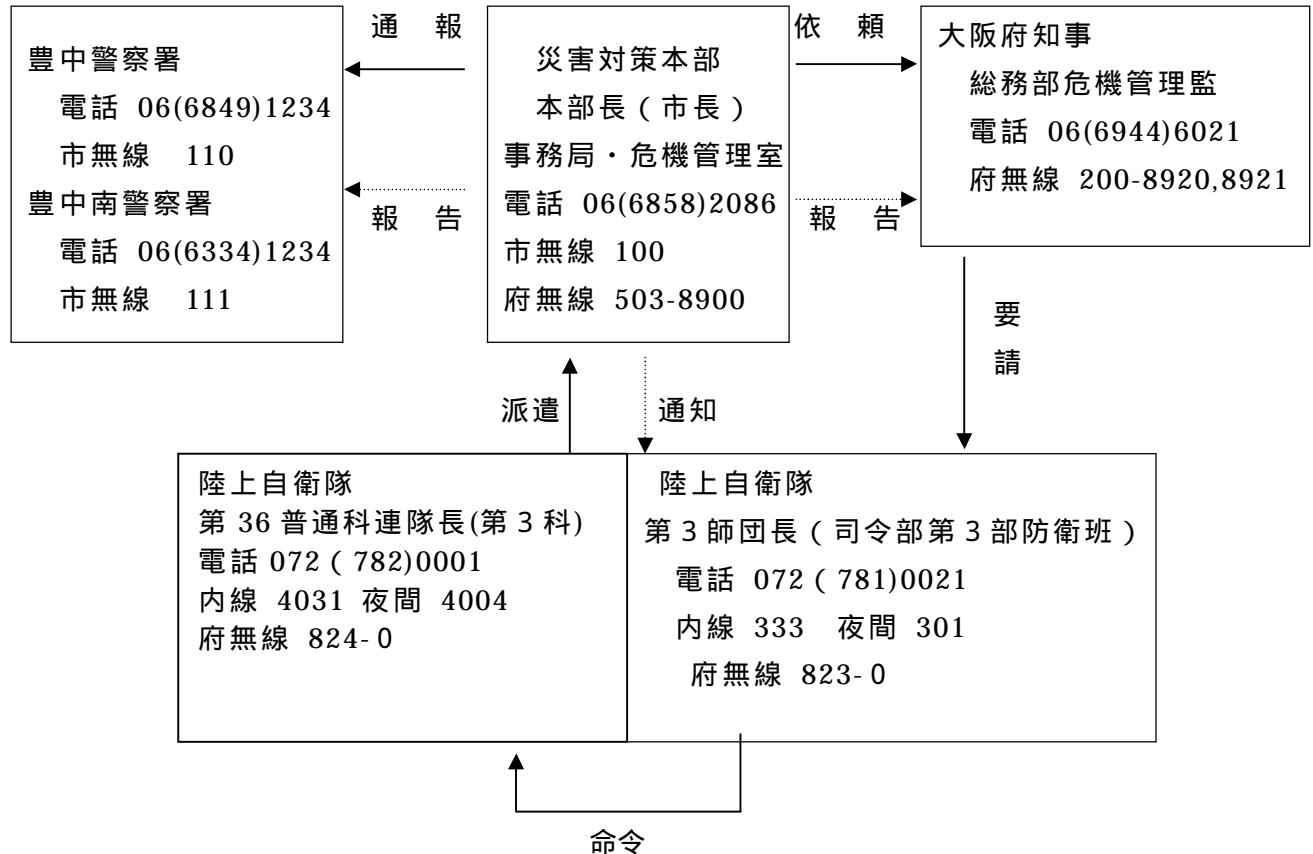 豊中警察署
電話 06(6849)1234
市無線 110
豊中南警察署
電話 06(6334)1234
市無線 111
通 報
報 告
災害対策本部
本部長(市長)
事務局・危機管理室
電話 06(6858)2086
市無線 100
府無線 503-8900
依 頼
報 告
大阪府知事
総務部危機管理監
電話 06(6944)6021
府無線 200-8920,8921
要
請
派遣
通知
陸上自衛隊
第36普通科連隊長(第3科)
電話 072(782)0001
内線 4031 夜間 4004
府無線 824-0
陸上自衛隊
第3師団長(司令部第3部防衛班)
電話 072(781)0021
内線 333 夜間 301
府無線 823-0
命令